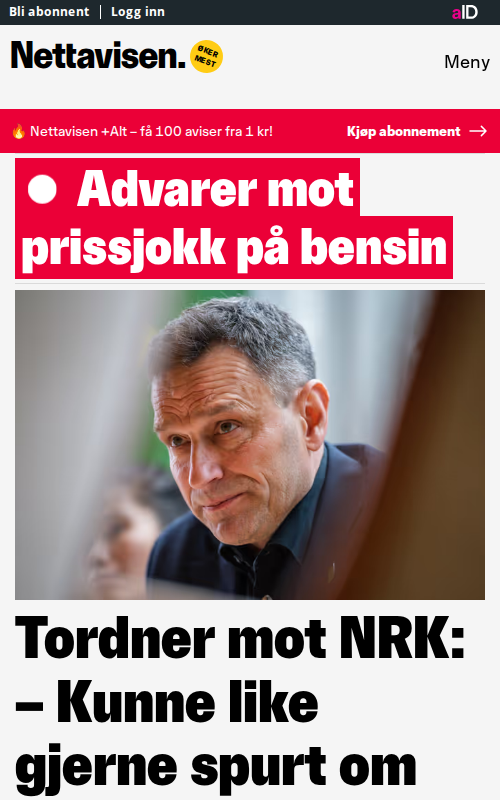 Bli abonnent | Logg inn
aID
Nettavisen.
ØKER
MEST
Meny
🔥 Nettavisen +Alt – få 100 aviser fra 1 kr!
Kjøp abonnement →
Advarer mot
prissjokk på bensin
Tordner mot NRK:
– Kunne like
gjerne spurt om